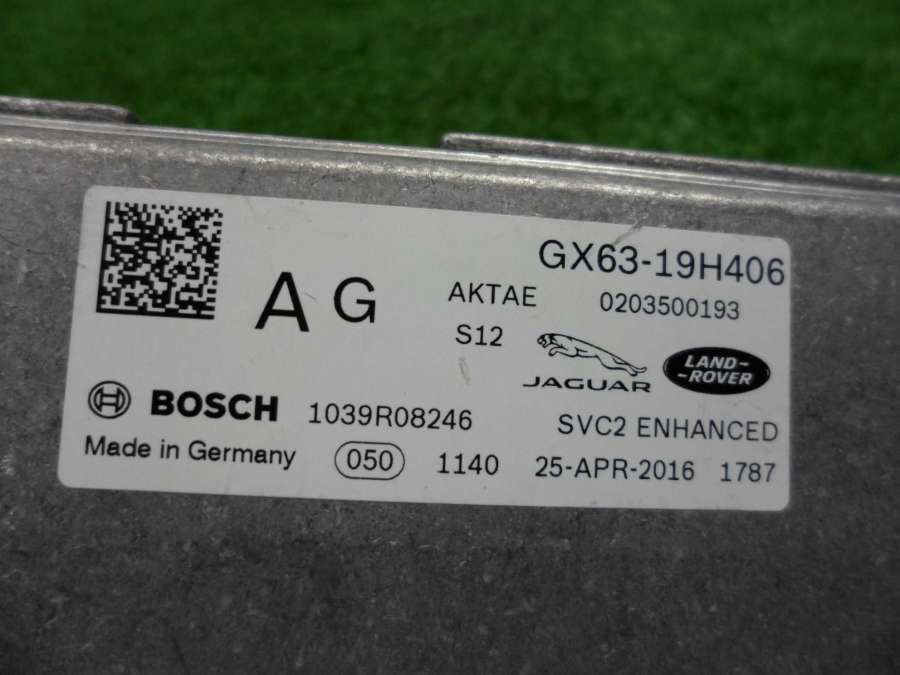 GX63-19H406
A G
AKTAE
0203500193
S12
JAGUAR
LAND-
-ROVER
BOSCH
1039R08246
SVC2 ENHANCED
Made in Germany
050
1140
25-APR-2016
1787